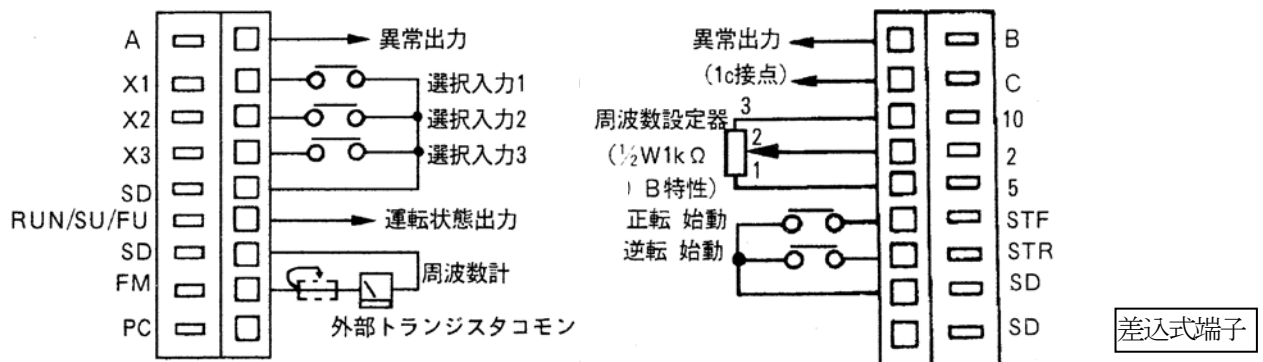 A
異常出力
X1
選択入力1
X2
選択入力2
X3
選択入力3
SD
RUN/SU/FU
運転状態出力
SD
周波数計
FM
PC
外部トランジスタコモン
異常出力
B
(1c接点)
C
3
10
周波数設定器
2
2
(½W1kΩ
1
) B特性)
5
正転 始動
STF
逆転 始動
STR
SD
SD
差込式端子